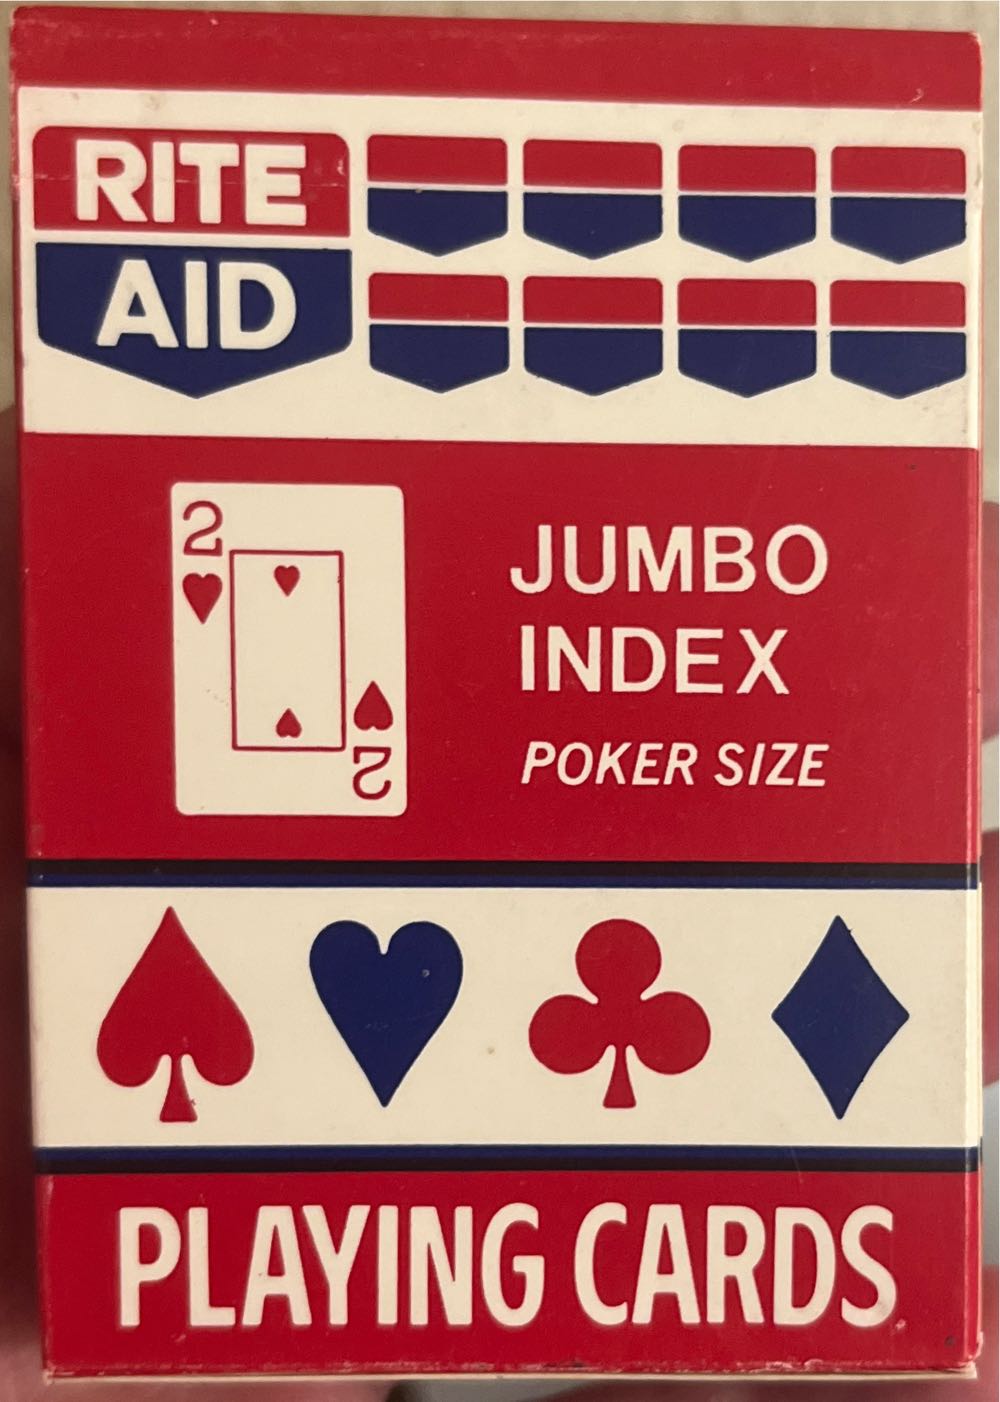 RITE
AID
2
JUMBO
INDEX
POKER SIZE
2
PLAYING CARDS